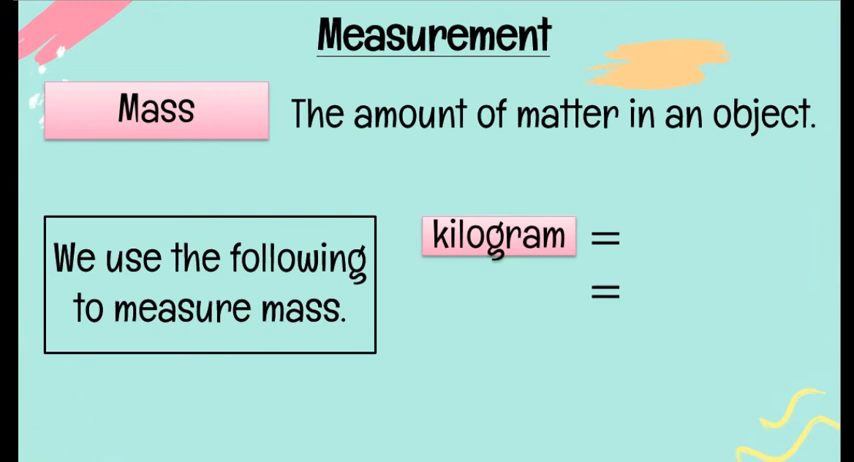 Measurement
Mass
The amount of matter in an object.
We use the following
to measure mass.
kilogram =
=